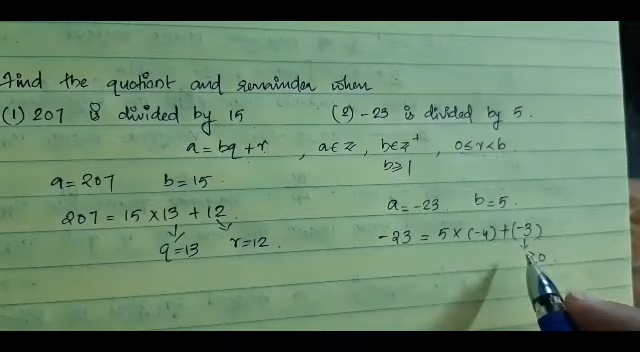 Find the quotient and remainder when
(1) 207 is divided by 15 (2) -23 is divided by 5.
a = bq + r , a ∈ Z, b ∈ Z⁺, 0 ≤ r < b
b ≥ 1
a = 207 b = 15
207 = 15 × 13 + 12
q = 13 r = 12.
a = -23 b = 5
-23 = 5 × (-4) + (-3)